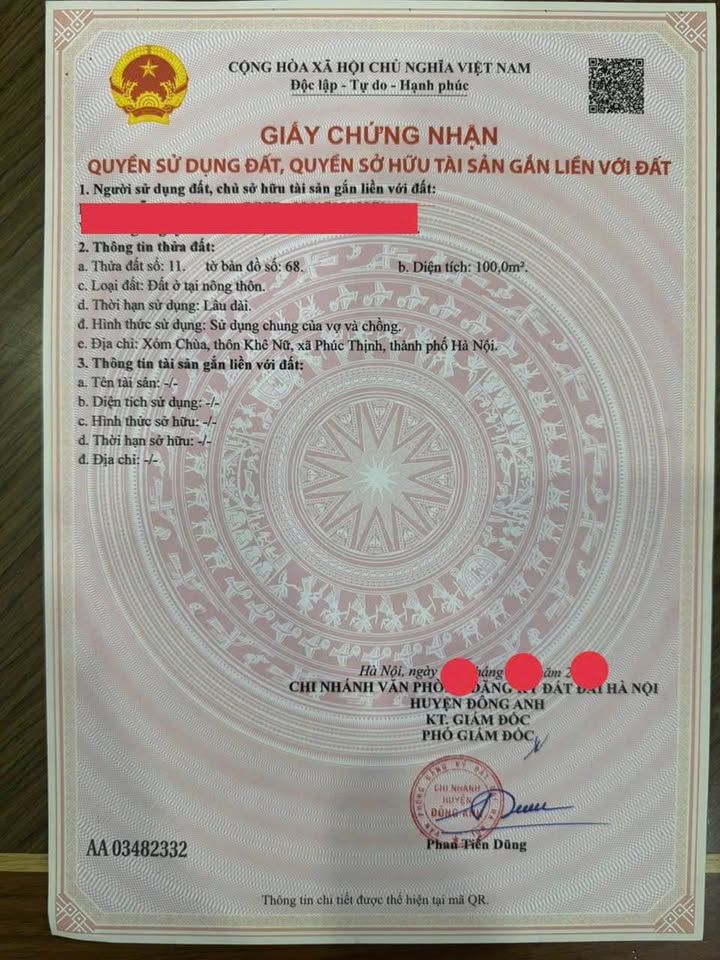 CỘNG HÒA XÃ HỘI CHỦ NGHĨA VIỆT NAM
Độc lập - Tự do - Hạnh phúc
GIẤY CHỨNG NHẬN
QUYỀN SỬ DỤNG ĐẤT, QUYỀN SỞ HỮU TÀI SẢN GẮN LIỀN VỚI ĐẤT
1. Người sử dụng đất, chủ sở hữu tài sản gắn liền với đất:
2. Thông tin thửa đất:
a. Thửa đất số: 11. tờ bản đồ số: 68. b. Diện tích: 100,0m².
c. Loại đất: Đất ở tại nông thôn.
d. Thời hạn sử dụng: Lâu dài.
đ. Hình thức sử dụng: Sử dụng chung của vợ và chồng.
e. Địa chỉ: Xóm Chùa, thôn Khê Nữ, xã Phúc Thịnh, thành phố Hà Nội.
3. Thông tin tài sản gắn liền với đất:
a. Tên tài sản: -/-
b. Diện tích sử dụng: -/-
c. Hình thức sở hữu: -/-
d. Thời hạn sở hữu: -/-
đ. Địa chỉ: -/-
Hà Nội, ngày
CHI NHÁNH VĂN ĐẤT HÀ NỘI
HUYỆN ĐÔNG ANH
KT. GIÁM ĐỐC
PHÓ GIÁM ĐỐC
CHI NHÁNH
HUYỆN
ĐÔNG ANH
Phan Tiến Dũng
AA 03482332
Thông tin chi tiết được thể hiện tại mã QR.